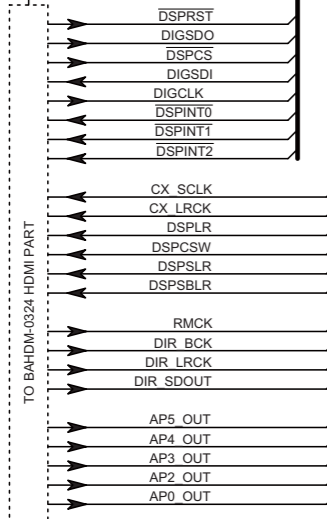 DSPRST
DIGSDO
DSPCS
DIGSDI
DIGCLK
DSPINT0
DSPINT1
DSPINT2
CX_SCLK
CX_LRCK
DSPLR
DSPCSW
DSPSLR
DSPSBLR
RMCK
DIR_BCK
DIR_LRCK
DIR_SDOUT
AP5_OUT
AP4_OUT
AP3_OUT
AP2_OUT
AP0_OUT
TO BAHDM-0324 HDMI PART